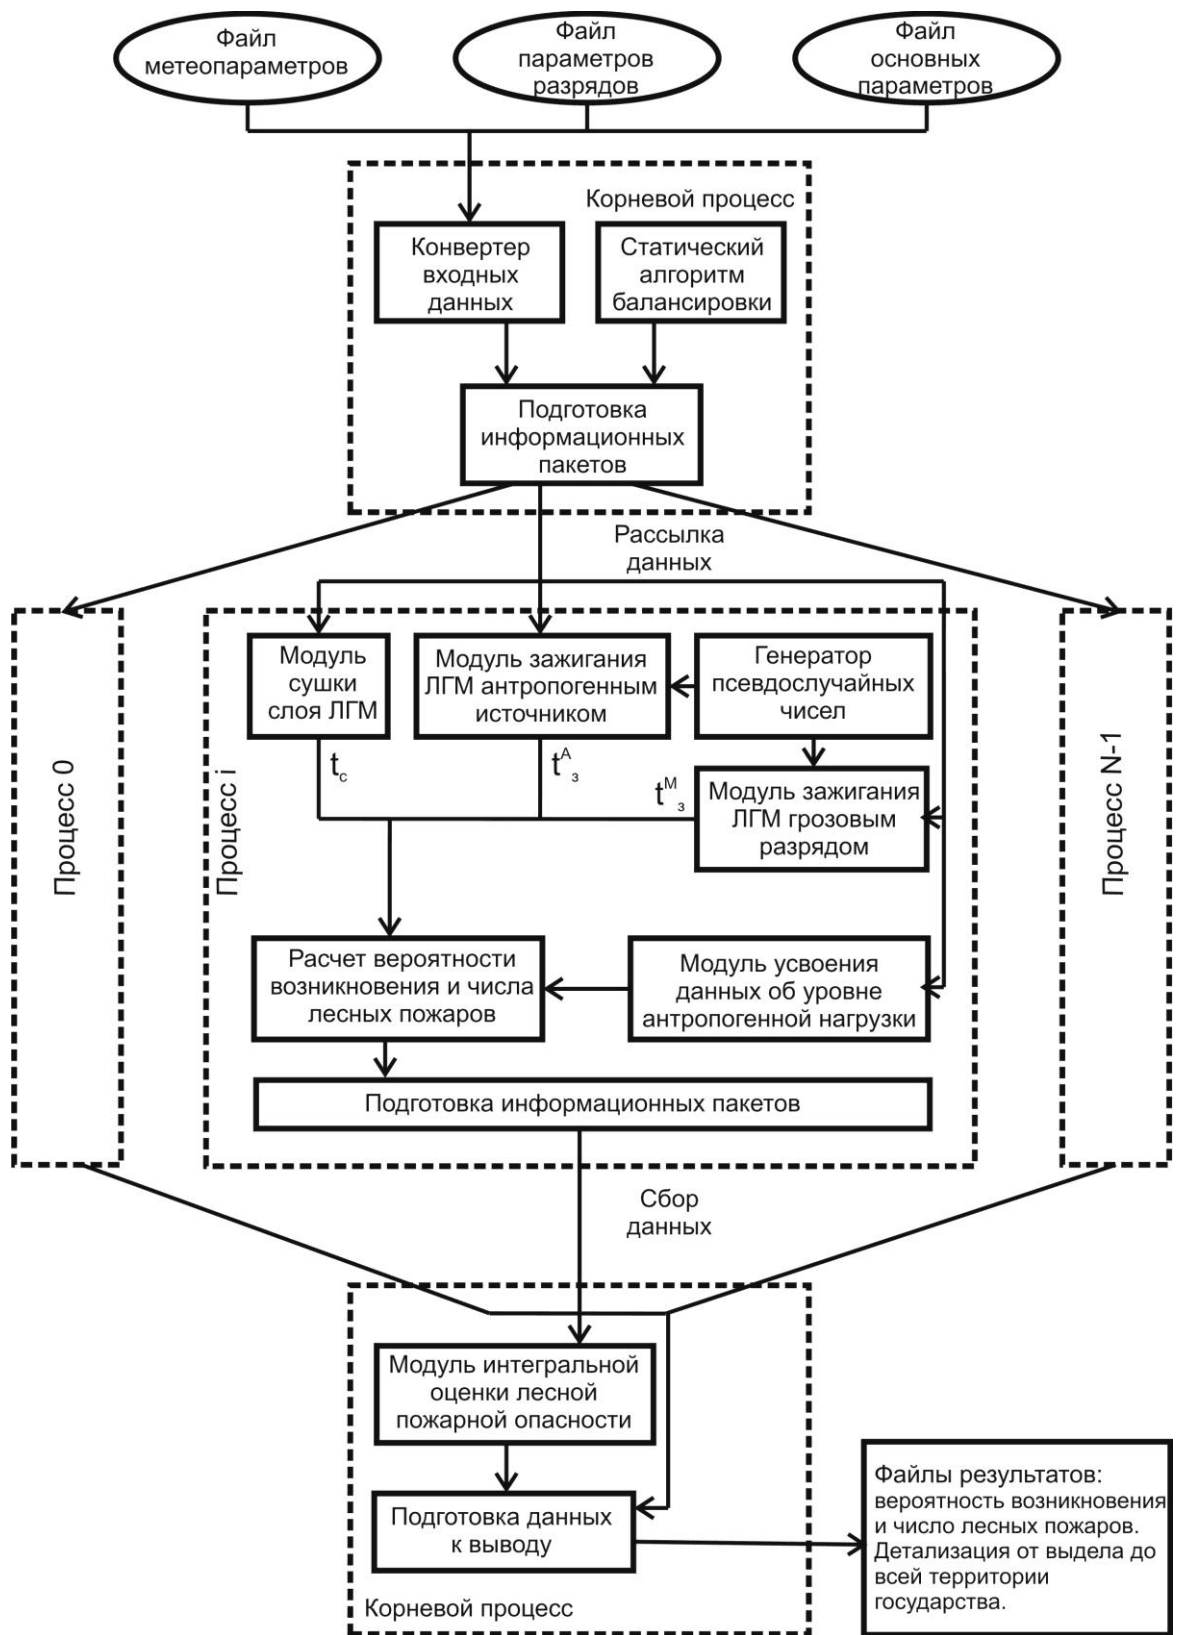 Файл
метеопараметров
Файл
параметров
разрядов
Файл
основных
параметров
Корневой процесс
Конвертер
входных
данных
Статический
алгоритм
балансировки
Подготовка
информационных
пакетов
Рассылка
данных
Процесс 0
Процесс i
Процесс N-1
Модуль
сушки
слоя ЛГМ
Модуль зажигания
ЛГМ антропогенным
источником
Генератор
псевдослучайных
чисел
tс
tᴬз
tᴹз
Модуль зажигания
ЛГМ грозовым
разрядом
Расчет вероятности
возникновения и числа
лесных пожаров
Модуль усвоения
данных об уровне
антропогенной нагрузки
Подготовка информационных пакетов
Сбор
данных
Модуль интегральной
оценки лесной
пожарной опасности
Подготовка данных
к выводу
Корневой процесс
Файлы результатов:
вероятность возникновения
и число лесных пожаров.
Детализация от выдела до
всей территории
государства.